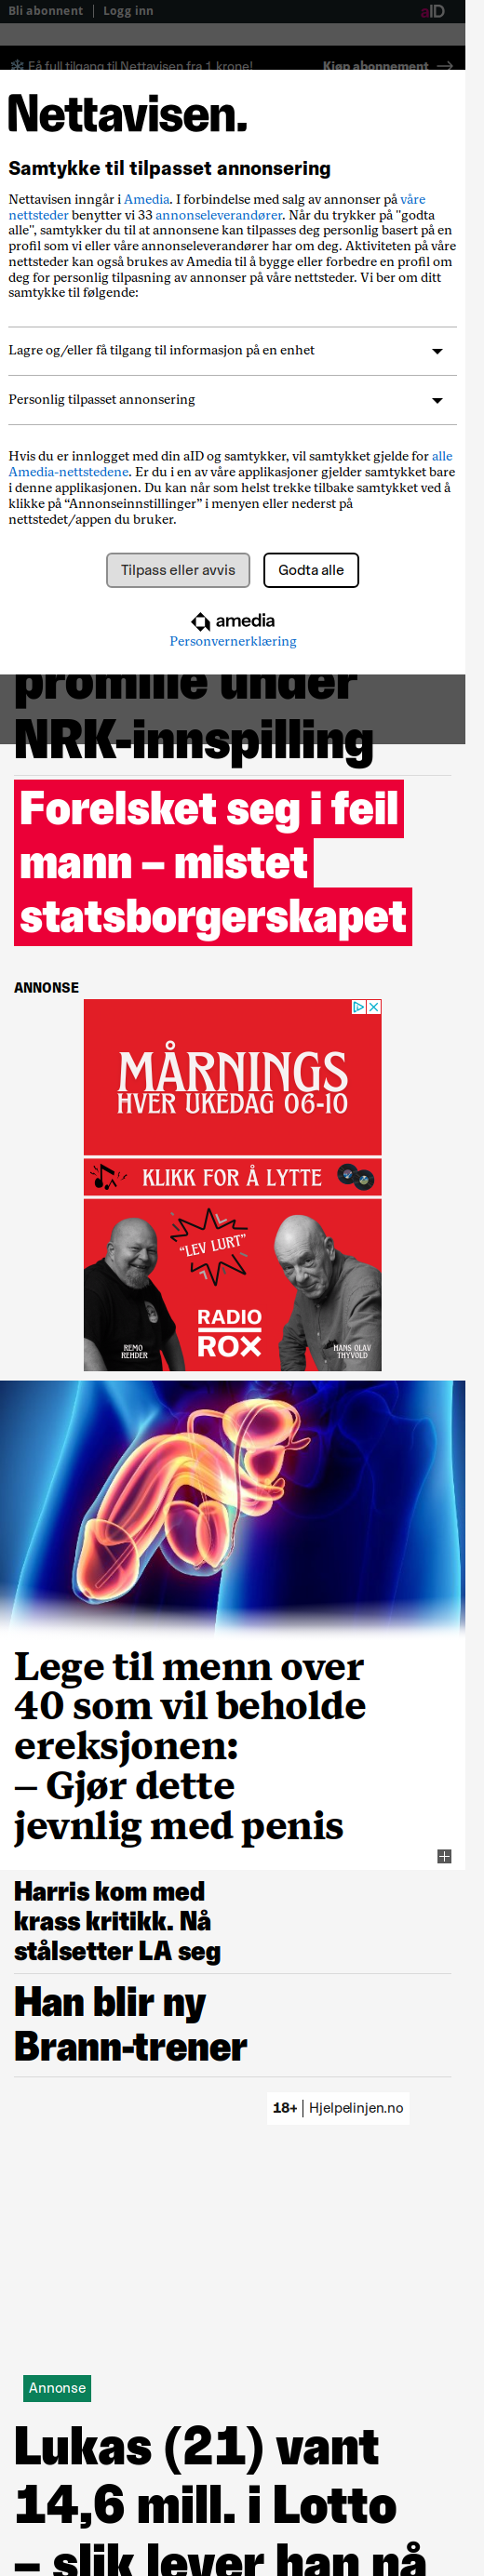 Bli abonnent | Logg inn
aID
Få full tilgang til Nettavisen fra 1 krone!
Kjøp abonnement →
Nettavisen.
Samtykke til tilpasset annonsering
Nettavisen inngår i Amedia. I forbindelse med salg av annonser på våre
nettsteder benytter vi 33 annonseleverandører. Når du trykker på "godta
alle", samtykker du til at annonsene kan tilpasses deg personlig basert på en
profil som vi eller våre annonseleverandører har om deg. Aktiviteten på våre
nettsteder kan også brukes av Amedia til å bygge eller forbedre en profil om
deg for personlig tilpasning av annonser på våre nettsteder. Vi ber om ditt
samtykke til følgende:
Lagre og/eller få tilgang til informasjon på en enhet
Personlig tilpasset annonsering
Hvis du er innlogget med din aID og samtykker, vil samtykket gjelde for alle
Amedia-nettstedene. Er du i en av våre applikasjoner gjelder samtykket bare
i denne applikasjonen. Du kan når som helst trekke tilbake samtykket ved å
klikke på “Annonseinnstillinger” i menyen eller nederst på
nettstedet/appen du bruker.
Tilpass eller avvis
Godta alle
amedia
Personvernerklæring
promille under
NRK-innspilling
Forelsket seg i feil
mann – mistet
statsborgerskapet
ANNONSE
MÅRNINGS
HVER UKEDAG 06-10
KLIKK FOR Å LYTTE
“LEV LURT”
RADIO
ROX
REMO
REHDER
HANS OLAV
THYVOLD
Lege til menn over
40 som vil beholde
ereksjonen:
– Gjør dette
jevnlig med penis
Harris kom med
krass kritikk. Nå
stålsetter LA seg
Han blir ny
Brann-trener
18+ | Hjelpelinjen.no
Annonse
Lukas (21) vant
14,6 mill. i Lotto
– slik lever han nå